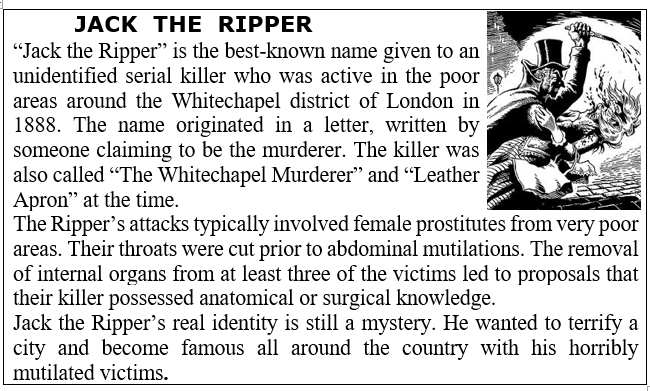 JACK THE RIPPER
“Jack the Ripper” is the best-known name given to an
unidentified serial killer who was active in the poor
areas around the Whitechapel district of London in
1888. The name originated in a letter, written by
someone claiming to be the murderer. The killer was
also called “The Whitechapel Murderer” and “Leather
Apron” at the time.
The Ripper’s attacks typically involved female prostitutes from very poor
areas. Their throats were cut prior to abdominal mutilations. The removal
of internal organs from at least three of the victims led to proposals that
their killer possessed anatomical or surgical knowledge.
Jack the Ripper’s real identity is still a mystery. He wanted to terrify a
city and become famous all around the country with his horribly
mutilated victims.